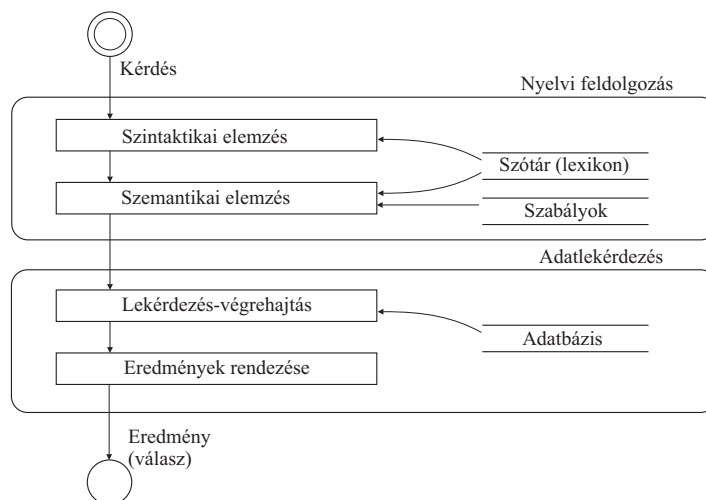 Kérdés
Nyelvi feldolgozás
Szintaktikai elemzés
Szótár (lexikon)
Szemantikai elemzés
Szabályok
Adatlekérdezés
Lekérdezés-végrehajtás
Adatbázis
Eredmények rendezése
Eredmény
(válasz)